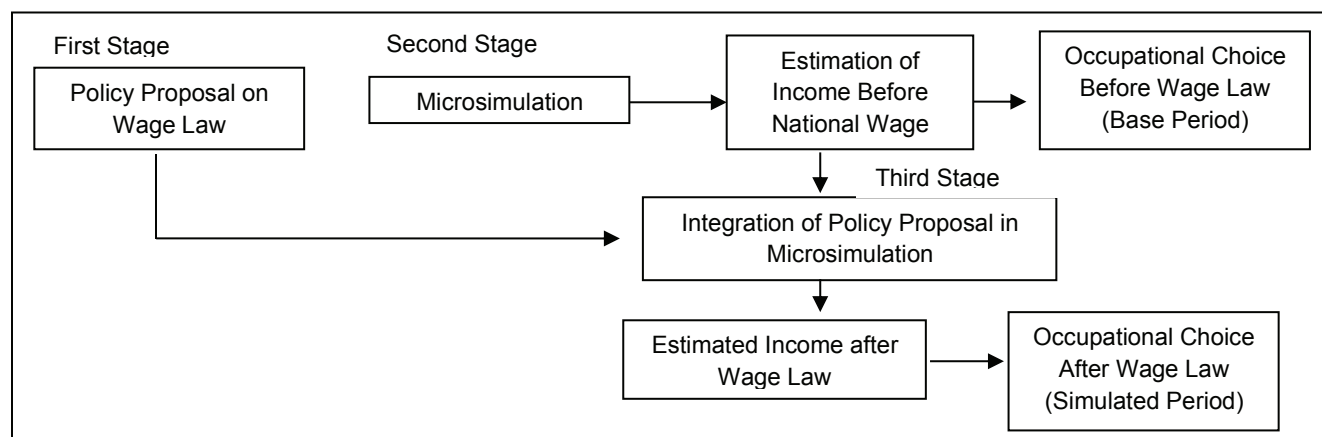 First Stage
Policy Proposal on
Wage Law
Second Stage
Microsimulation
Estimation of
Income Before
National Wage
Occupational Choice
Before Wage Law
(Base Period)
Third Stage
Integration of Policy Proposal in
Microsimulation
Estimated Income after
Wage Law
Occupational Choice
After Wage Law
(Simulated Period)